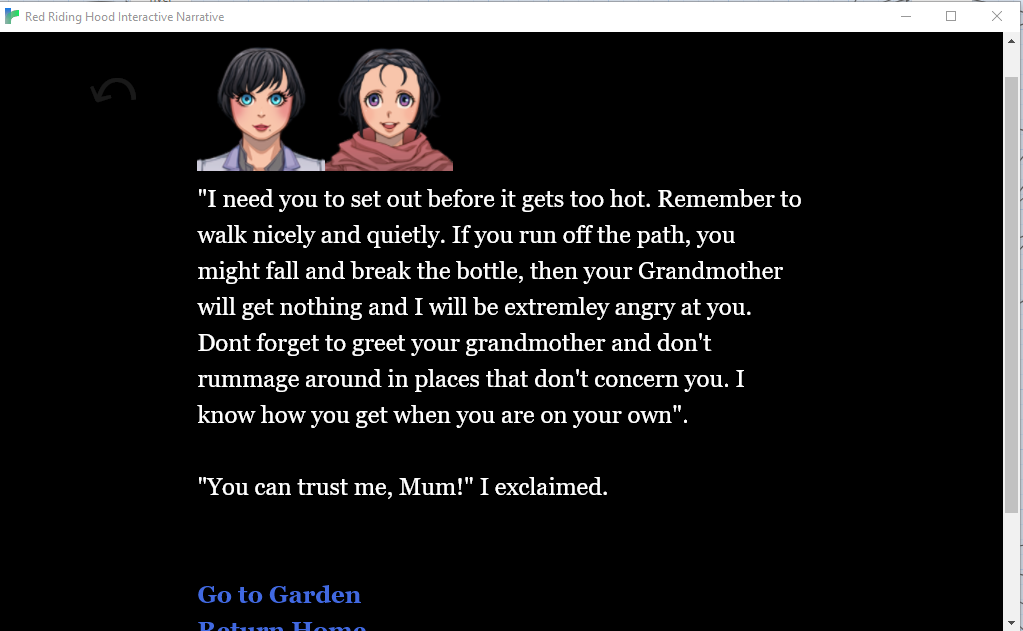 Red Riding Hood Interactive Narrative
"I need you to set out before it gets too hot. Remember to
walk nicely and quietly. If you run off the path, you
might fall and break the bottle, then your Grandmother
will get nothing and I will be extremley angry at you.
Dont forget to greet your grandmother and don't
rummage around in places that don't concern you. I
know how you get when you are on your own".
"You can trust me, Mum!" I exclaimed.
Go to Garden
Return Home